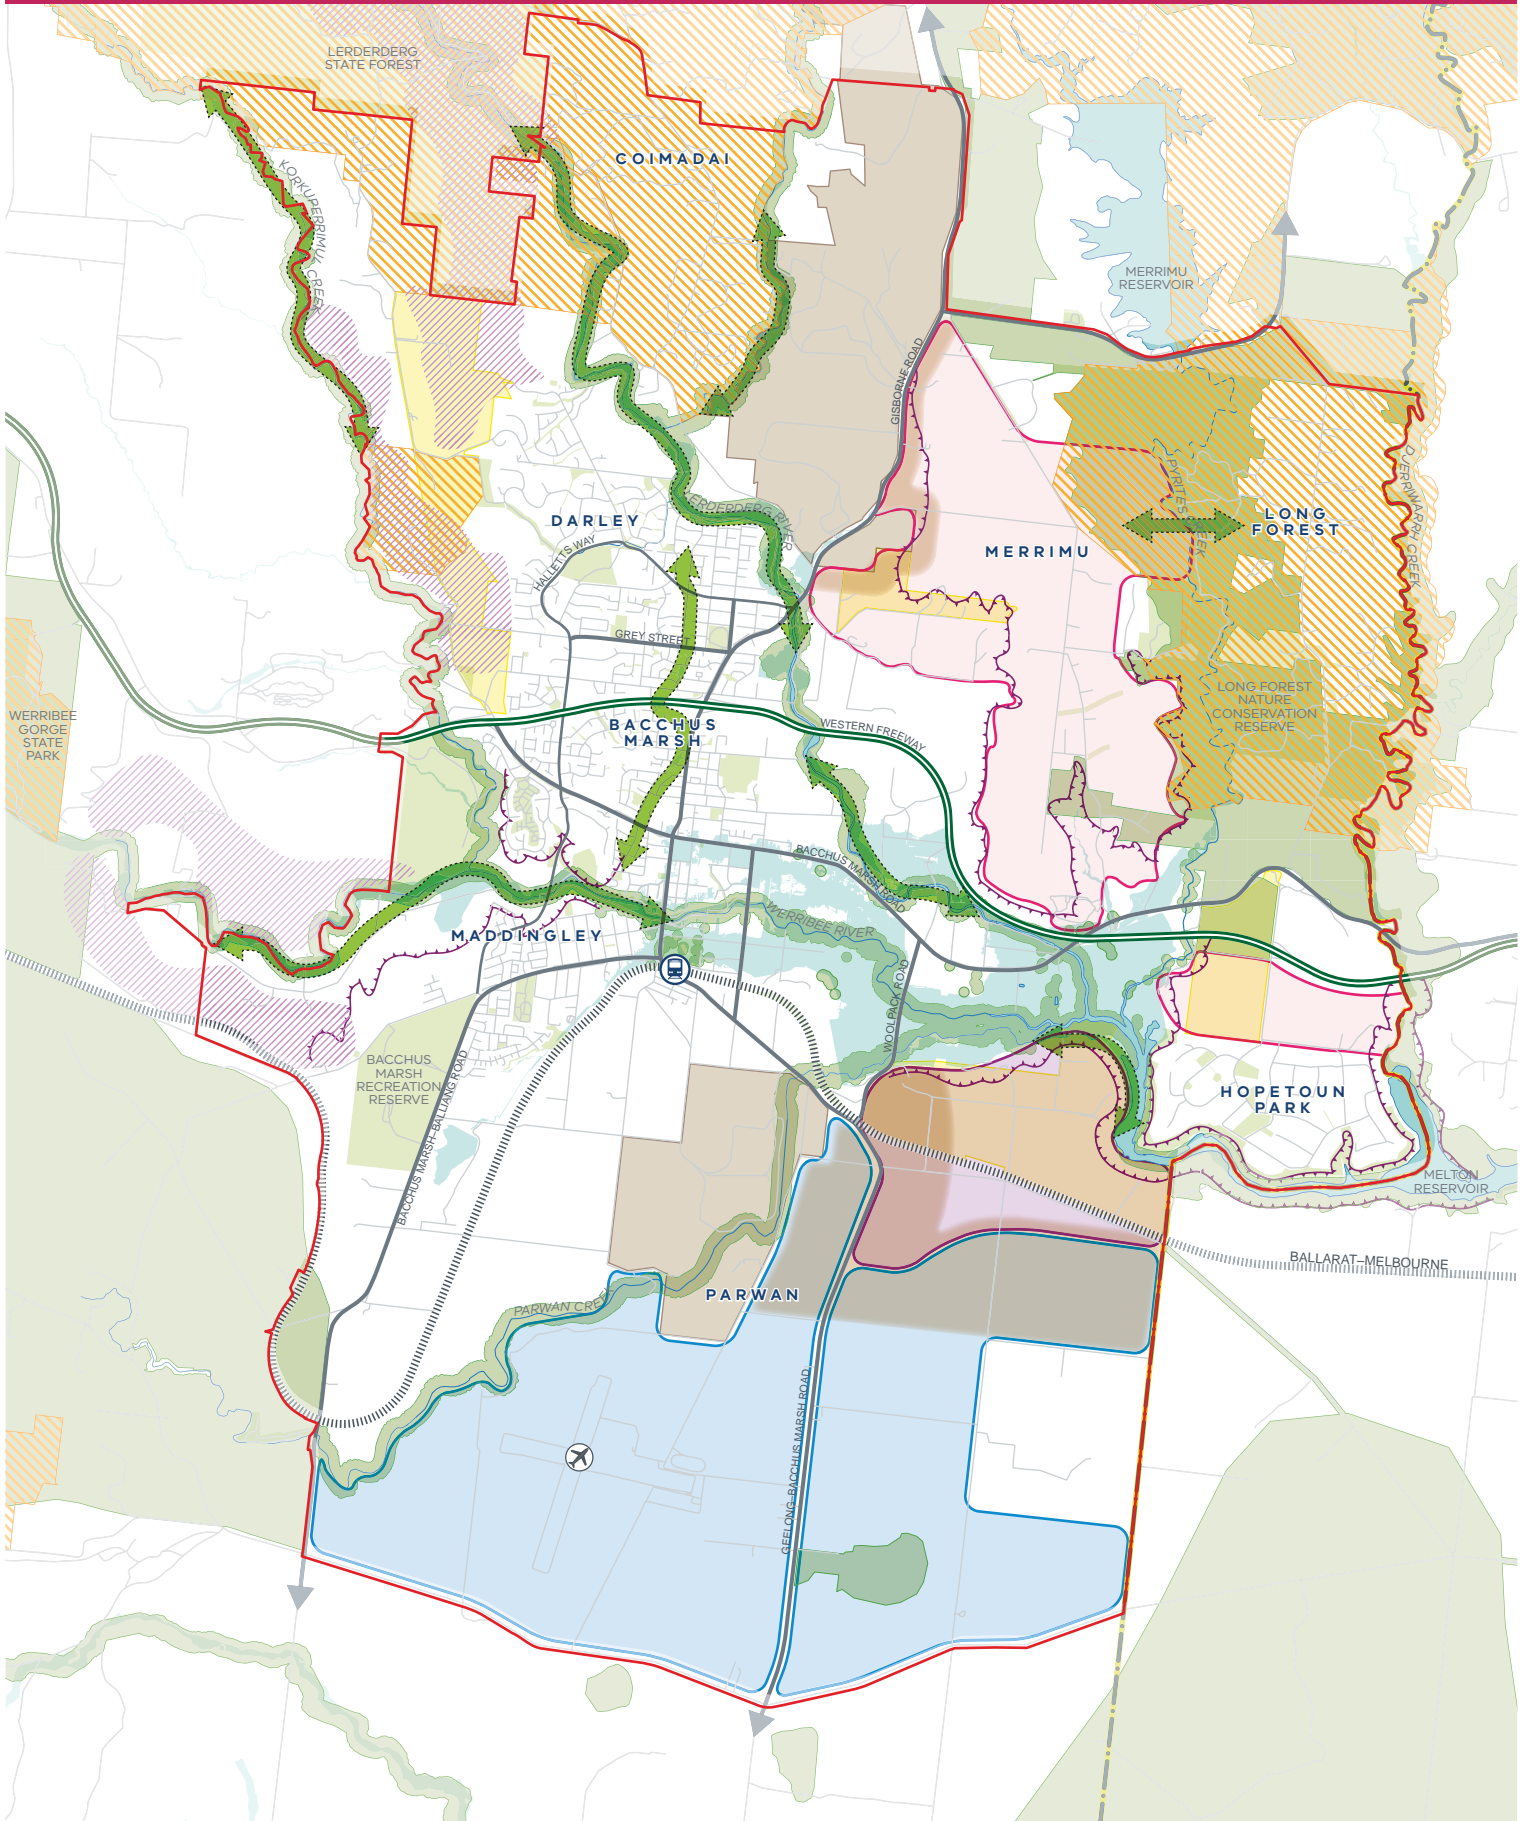 LERDERDERG
STATE FOREST
COIMADAI
KORKUPERRIMUL CREEK
MERRIMU
RESERVOIR
GISBORNE ROAD
PYRITES CREEK
DJERRIWARRH CREEK
LERDERDERG RIVER
DARLEY
HALLETTS WAY
LONG
FOREST
MERRIMU
GREY STREET
WERRIBEE
GORGE
STATE
PARK
LONG FOREST
NATURE
CONSERVATION
RESERVE
BACCHUS
MARSH
WESTERN FREEWAY
BACCHUS MARSH ROAD
WERRIBEE RIVER
MADDINGLEY
WOOLPACK ROAD
BACCHUS
MARSH
RECREATION
RESERVE
BACCHUS MARSH–BALLIANG ROAD
HOPETOUN
PARK
MELTON
RESERVOIR
BALLARAT–MELBOURNE
PARWAN
PARWAN CREEK
GEELONG–BACCHUS MARSH ROAD